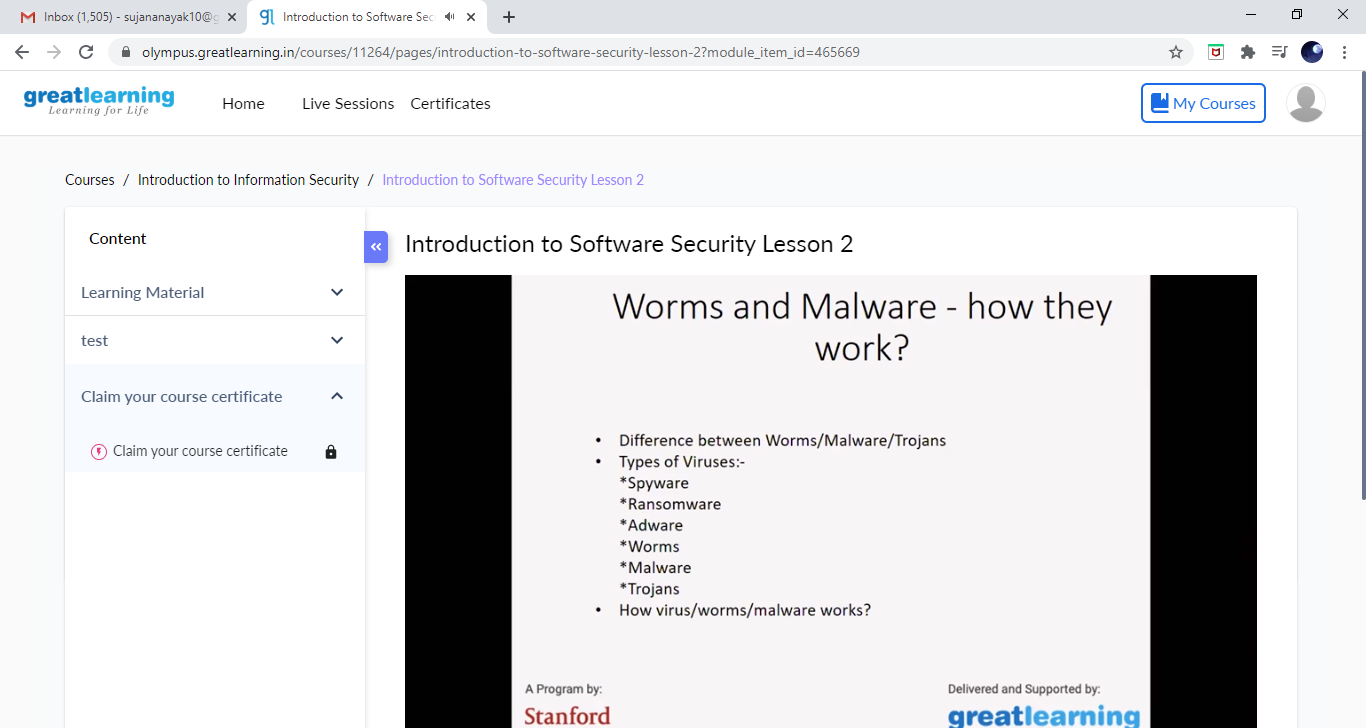 Inbox (1,505) - sujananayak10@g
Introduction to Software Sec
olympus.greatlearning.in/courses/11264/pages/introduction-to-software-security-lesson-2?module_item_id=465669
greatlearning
Learning for Life
Home
Live Sessions
Certificates
My Courses
Courses / Introduction to Information Security / Introduction to Software Security Lesson 2
Content
Learning Material
test
Claim your course certificate
Claim your course certificate
Introduction to Software Security Lesson 2
Worms and Malware - how they
work?
• Difference between Worms/Malware/Trojans
• Types of Viruses:-
*Spyware
*Ransomware
*Adware
*Worms
*Malware
*Trojans
• How virus/worms/malware works?
A Program by:
Stanford
Delivered and Supported by:
greatlearning